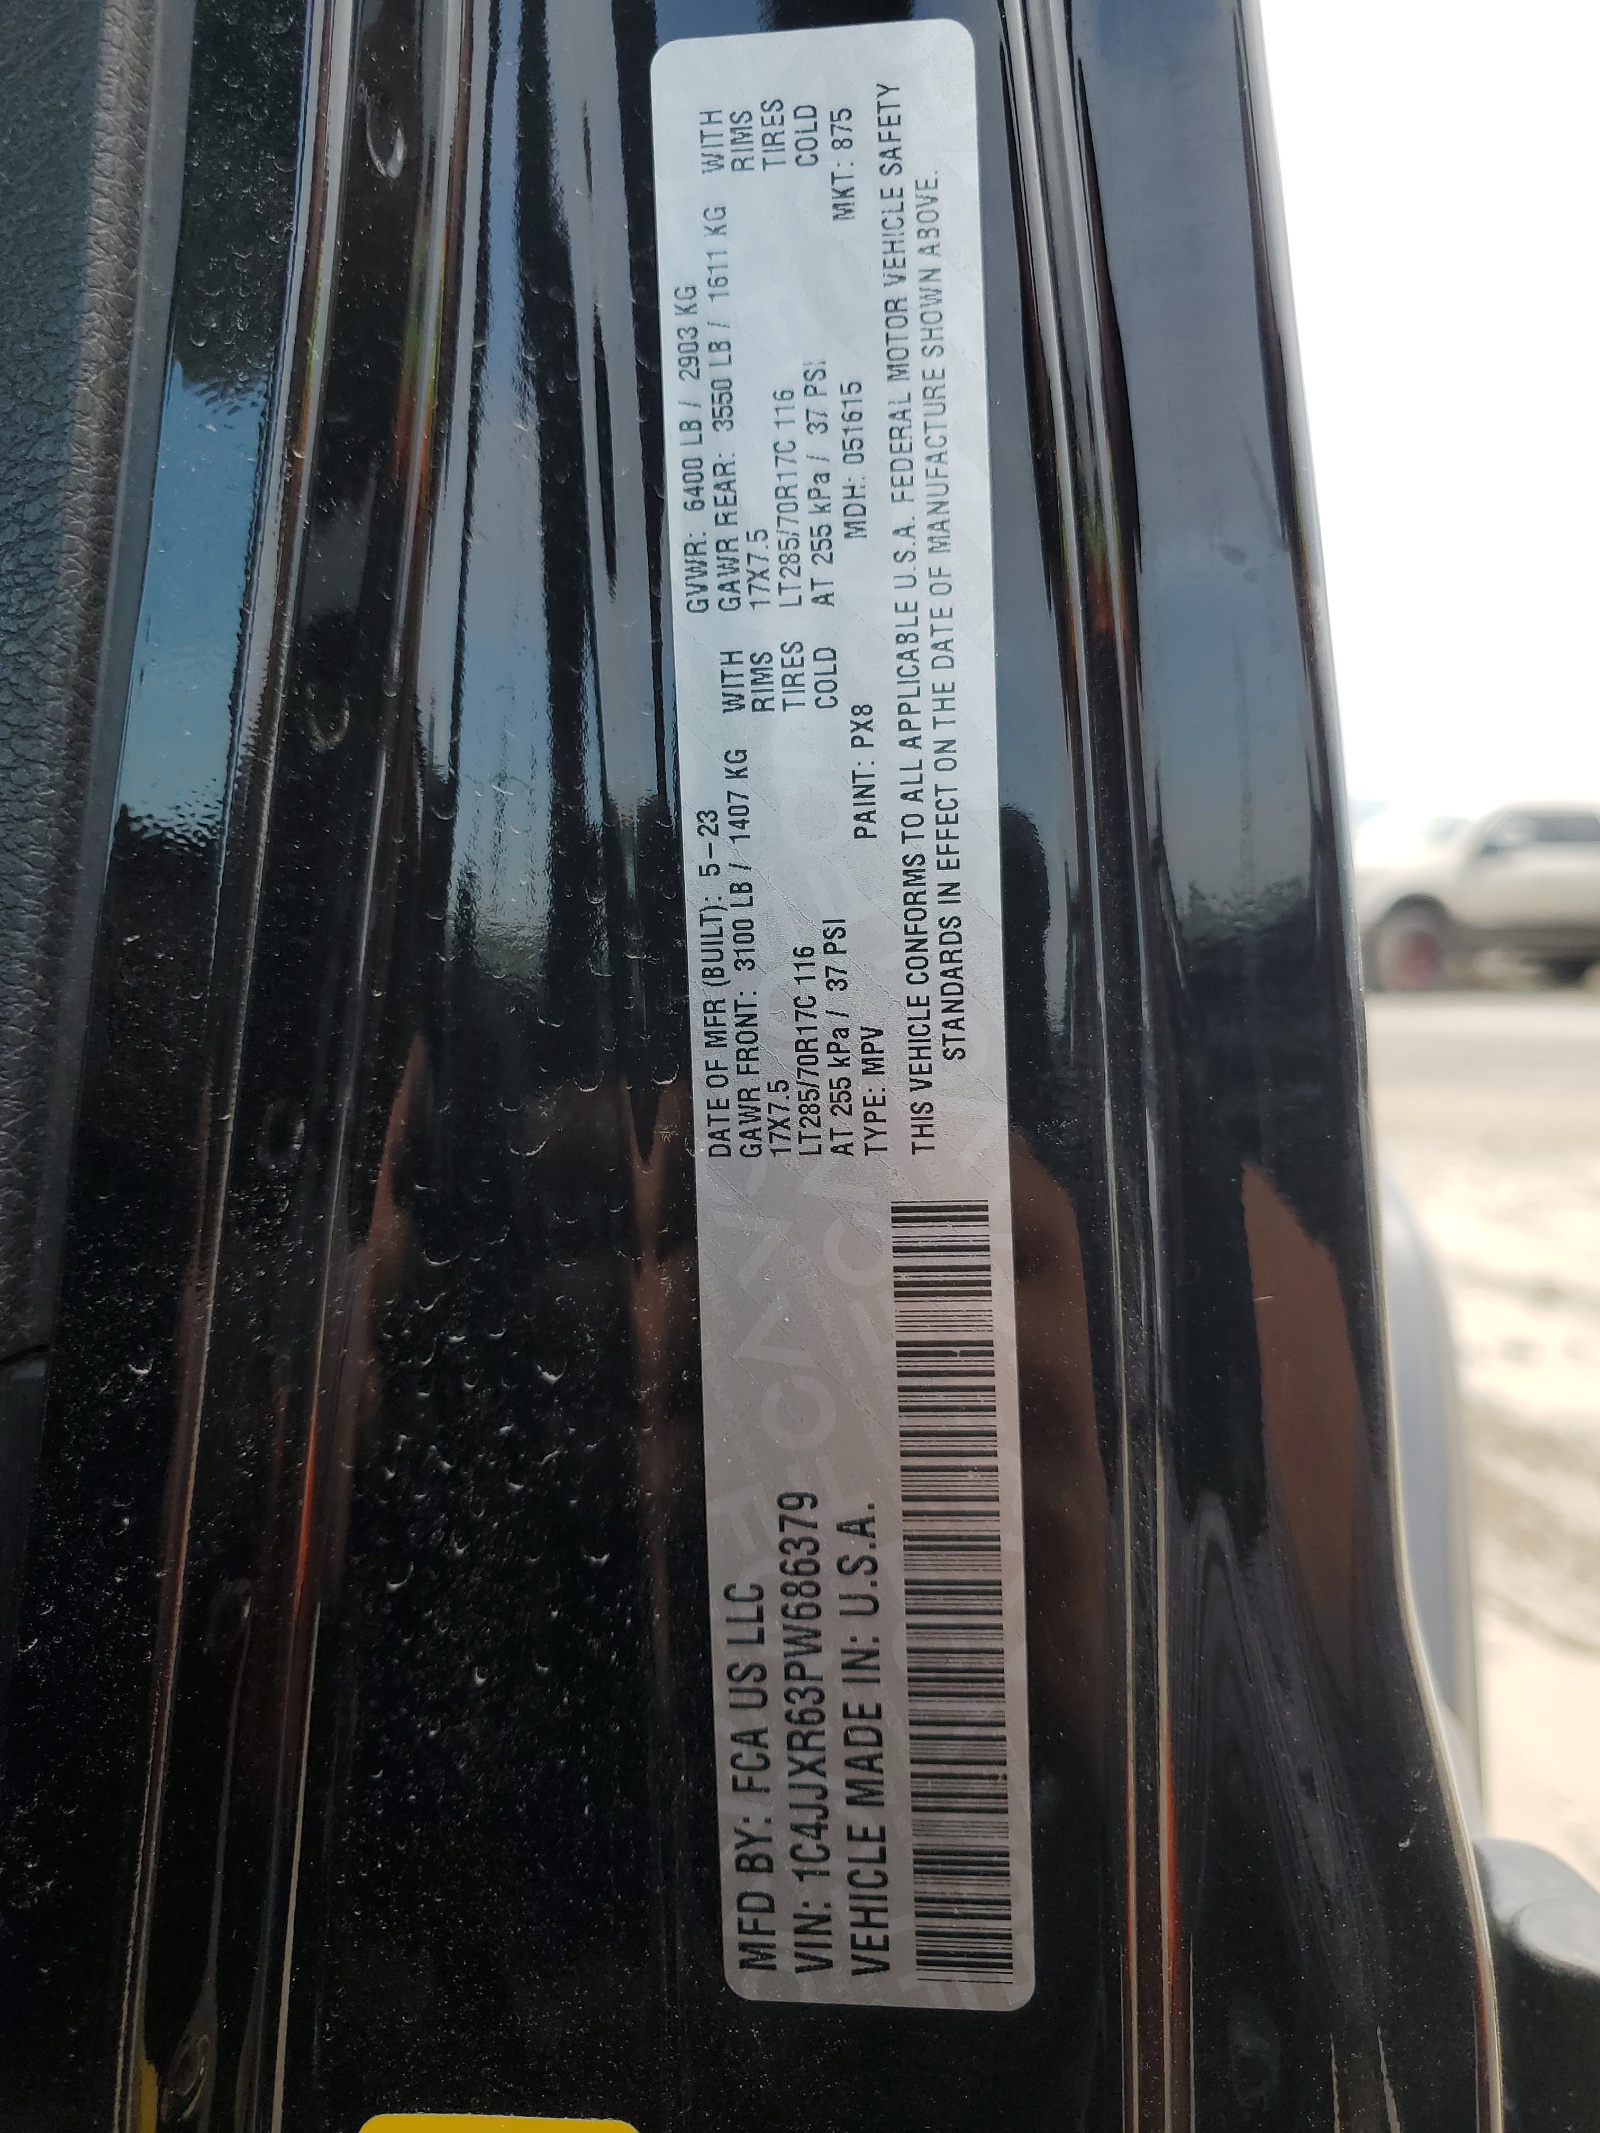 MFD BY: FCA US LLC
VIN: 1C4JJXR63PW686379
VEHICLE MADE IN: U.S.A.
DATE OF MFR (BUILT): 5-23 GVWR: 6400 LB / 2903 KG
GAWR FRONT: 3100 LB / 1407 KG WITH GAWR REAR: 3550 LB / 1611 KG WITH
17X7.5 RIMS 17X7.5 RIMS
LT285/70R17C 116 TIRES LT285/70R17C 116 TIRES
AT 255 kPa / 37 PSI COLD AT 255 kPa / 37 PSI COLD
TYPE: MPV PAINT: PX8 MDH: 051615 MKT: 875
THIS VEHICLE CONFORMS TO ALL APPLICABLE U.S.A. FEDERAL MOTOR VEHICLE SAFETY
STANDARDS IN EFFECT ON THE DATE OF MANUFACTURE SHOWN ABOVE.